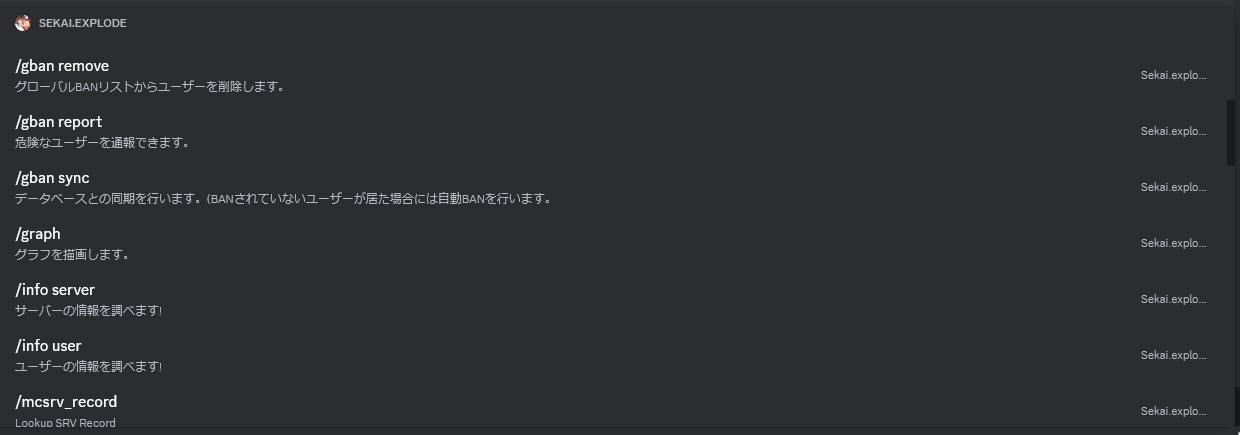 SEKAI.EXPLODE
/gban remove
グローバルBANリストからユーザーを削除します。
Sekai.explo...
/gban report
危険なユーザーを通報できます。
Sekai.explo...
/gban sync
データベースとの同期を行います。(BANされていないユーザーが居た場合には自動BANを行います。
Sekai.explo...
/graph
グラフを描画します。
Sekai.explo...
/info server
サーバーの情報を調べます!
Sekai.explo...
/info user
ユーザーの情報を調べます!
Sekai.explo...
/mcsrv_record
Lookup SRV Record
Sekai.explo...